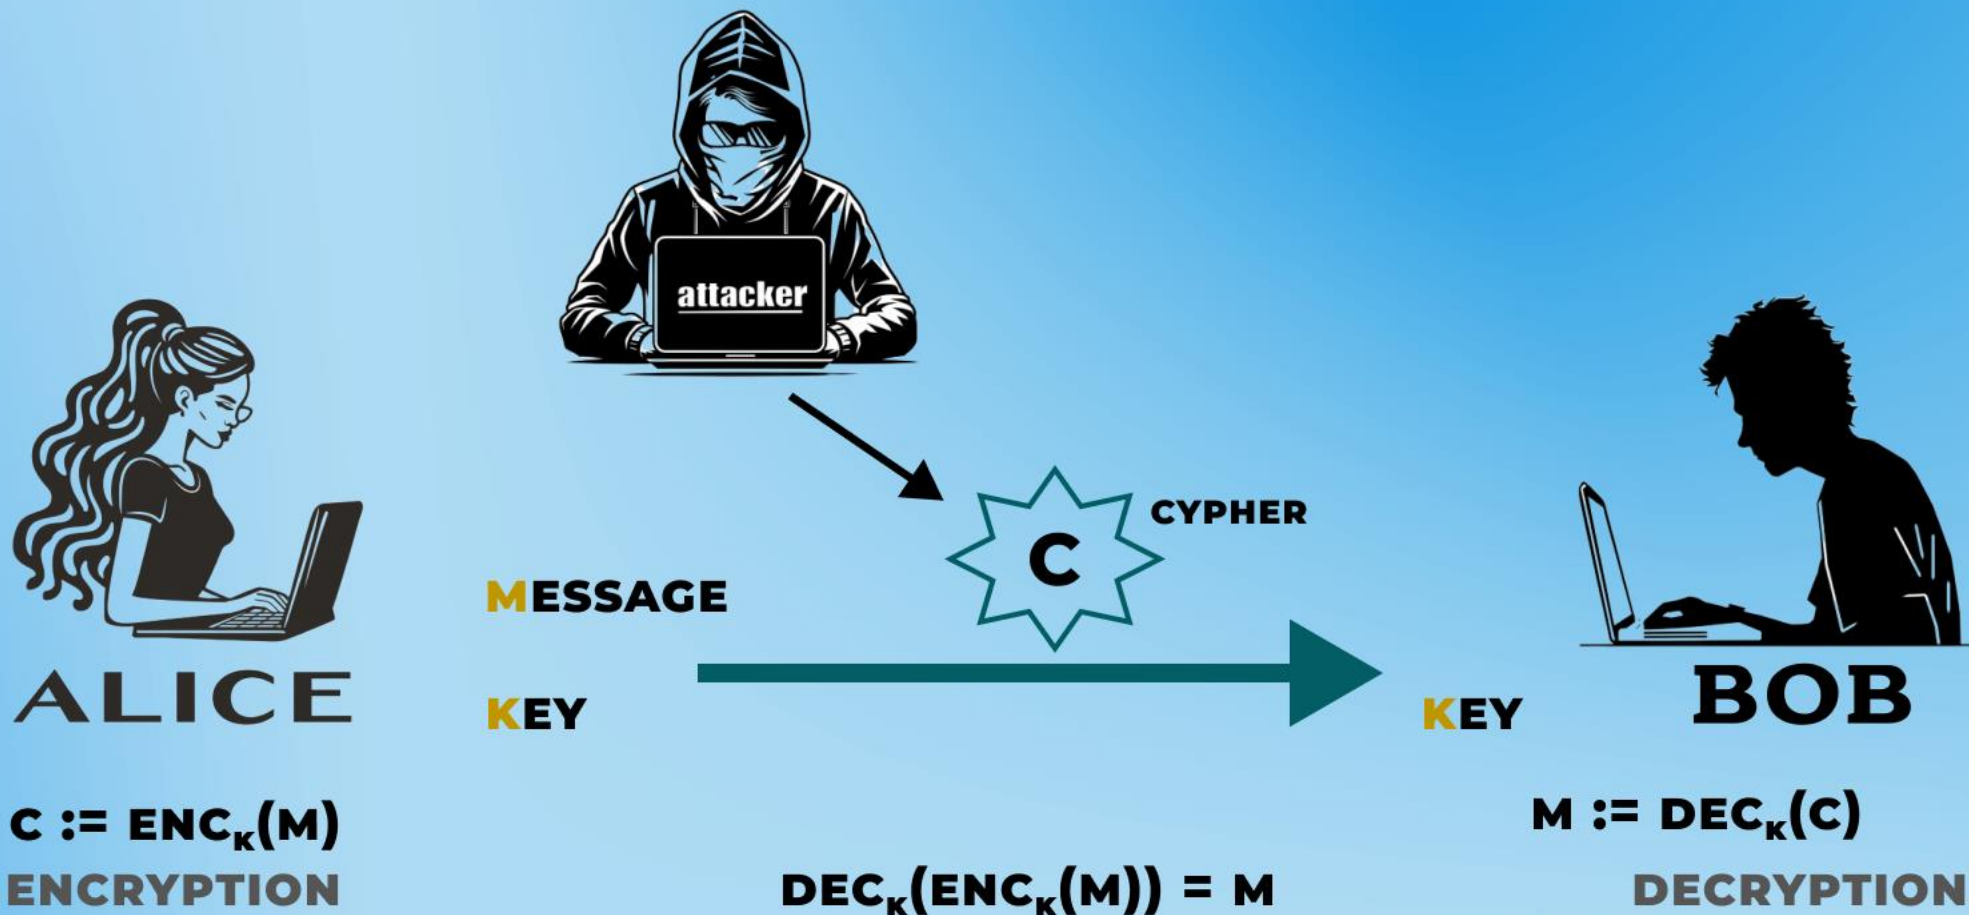 attacker
CYPHER
C
MESSAGE
KEY
KEY
ALICE
BOB
C := ENCₖ(M)
ENCRYPTION
DECₖ(ENCₖ(M)) = M
M := DECₖ(C)
DECRYPTION